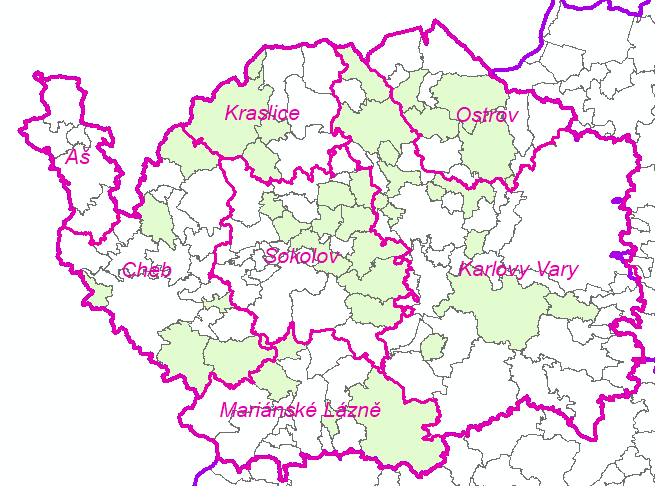 Kraslice
Ostrov
Aš
Cheb
Sokolov
Karlovy Vary
Mariánské Lázně